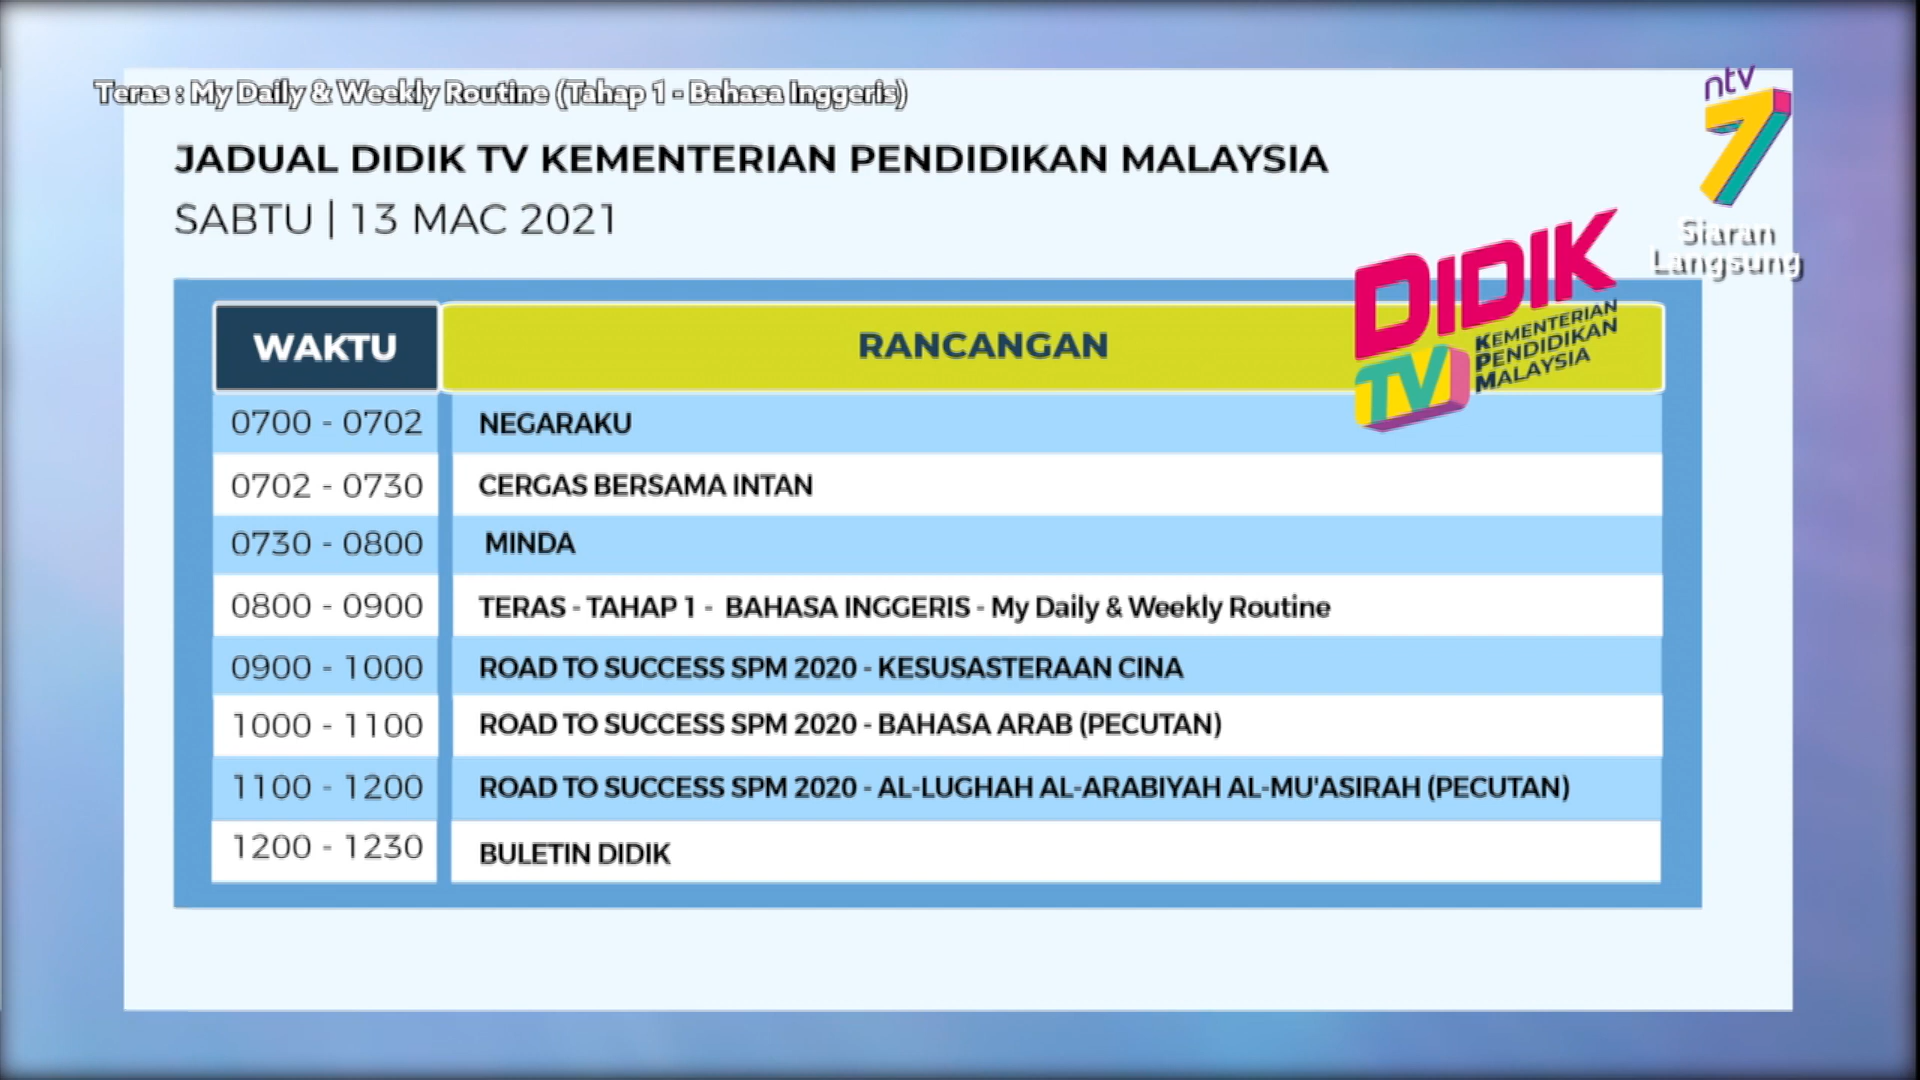 Teras : My Daily & Weekly Routine (Tahap 1 - Bahasa Inggeris)
ntv
7
Siaran
Langsung
JADUAL DIDIK TV KEMENTERIAN PENDIDIKAN MALAYSIA
SABTU | 13 MAC 2021
DIDIK
TV
KEMENTERIAN
PENDIDIKAN
MALAYSIA
WAKTU RANCANGAN
0700 - 0702 NEGARAKU
0702 - 0730 CERGAS BERSAMA INTAN
0730 - 0800 MINDA
0800 - 0900 TERAS - TAHAP 1 - BAHASA INGGERIS - My Daily & Weekly Routine
0900 - 1000 ROAD TO SUCCESS SPM 2020 - KESUSASTERAAN CINA
1000 - 1100 ROAD TO SUCCESS SPM 2020 - BAHASA ARAB (PECUTAN)
1100 - 1200 ROAD TO SUCCESS SPM 2020 - AL-LUGHAH AL-ARABIYAH AL-MU'ASIRAH (PECUTAN)
1200 - 1230 BULETIN DIDIK